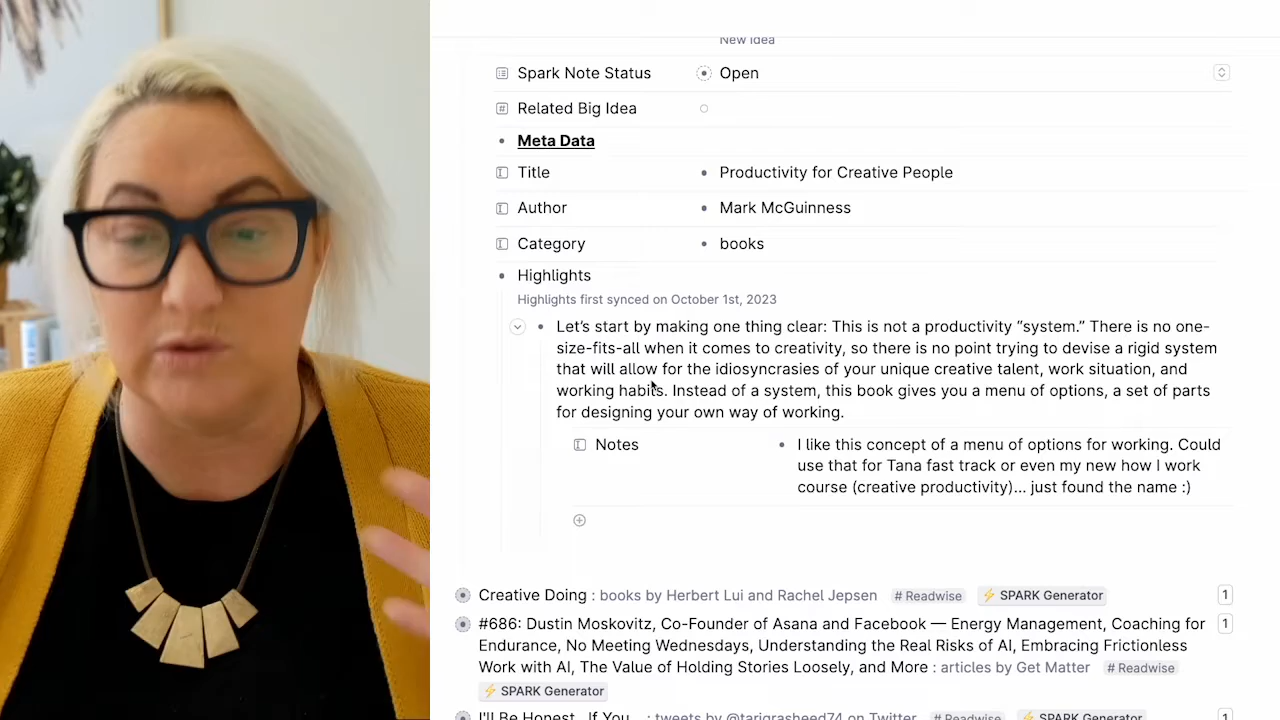 New Idea
Spark Note Status
Open
Related Big Idea
Meta Data
Title
Productivity for Creative People
Author
Mark McGuinness
Category
books
Highlights
Highlights first synced on October 1st, 2023
Let’s start by making one thing clear: This is not a productivity “system.” There is no one-
size-fits-all when it comes to creativity, so there is no point trying to devise a rigid system
that will allow for the idiosyncrasies of your unique creative talent, work situation, and
working habits. Instead of a system, this book gives you a menu of options, a set of parts
for designing your own way of working.
Notes
I like this concept of a menu of options for working. Could
use that for Tana fast track or even my new how I work
course (creative productivity)... just found the name :)
Creative Doing : books by Herbert Lui and Rachel Jepsen # Readwise ⚡ SPARK Generator 1
#686: Dustin Moskovitz, Co-Founder of Asana and Facebook — Energy Management, Coaching for 1
Endurance, No Meeting Wednesdays, Understanding the Real Risks of AI, Embracing Frictionless
Work with AI, The Value of Holding Stories Loosely, and More : articles by Get Matter # Readwise
⚡ SPARK Generator
I'll Be Honest.. If You... : tweets by @tarigrasheed74 on Twitter # Readwise ⚡ SPARK Generator 1